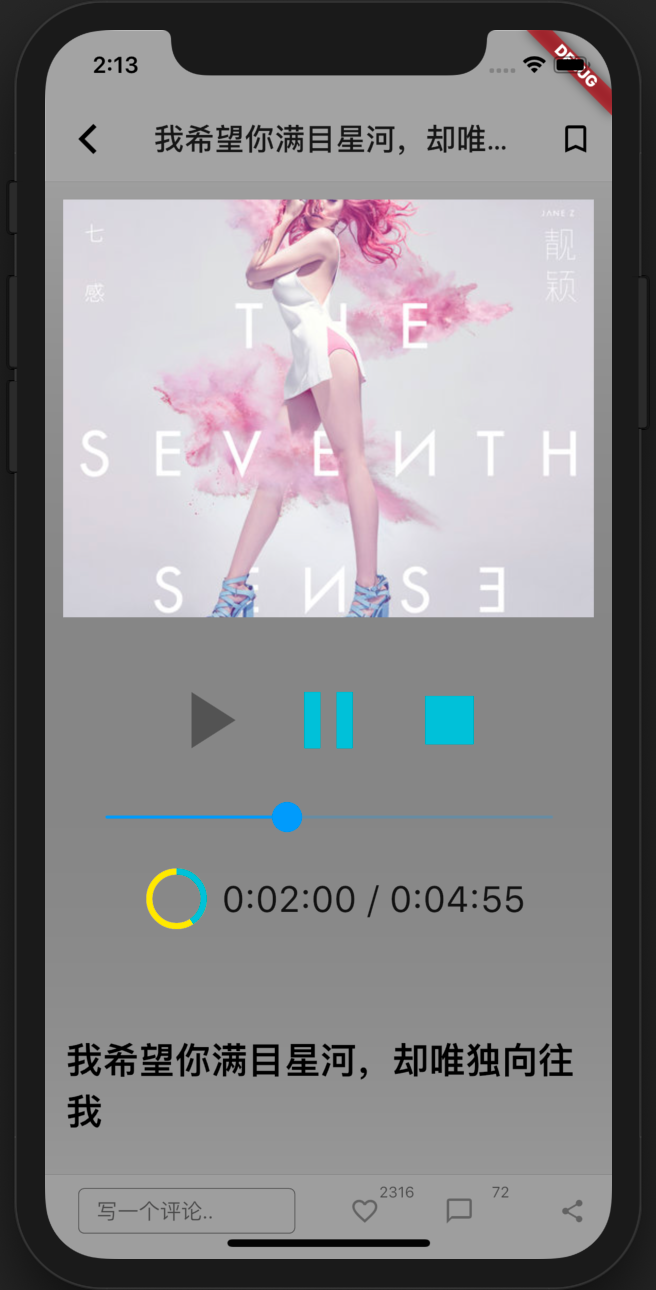 2:13
DEBUG
我希望你满目星河，却唯...
JANE Z
七感
靓颖
THE
SEVEИTH
SEИSƎ
0:02:00 / 0:04:55
我希望你满目星河，却唯独向往
我
写一个评论..
2316
72